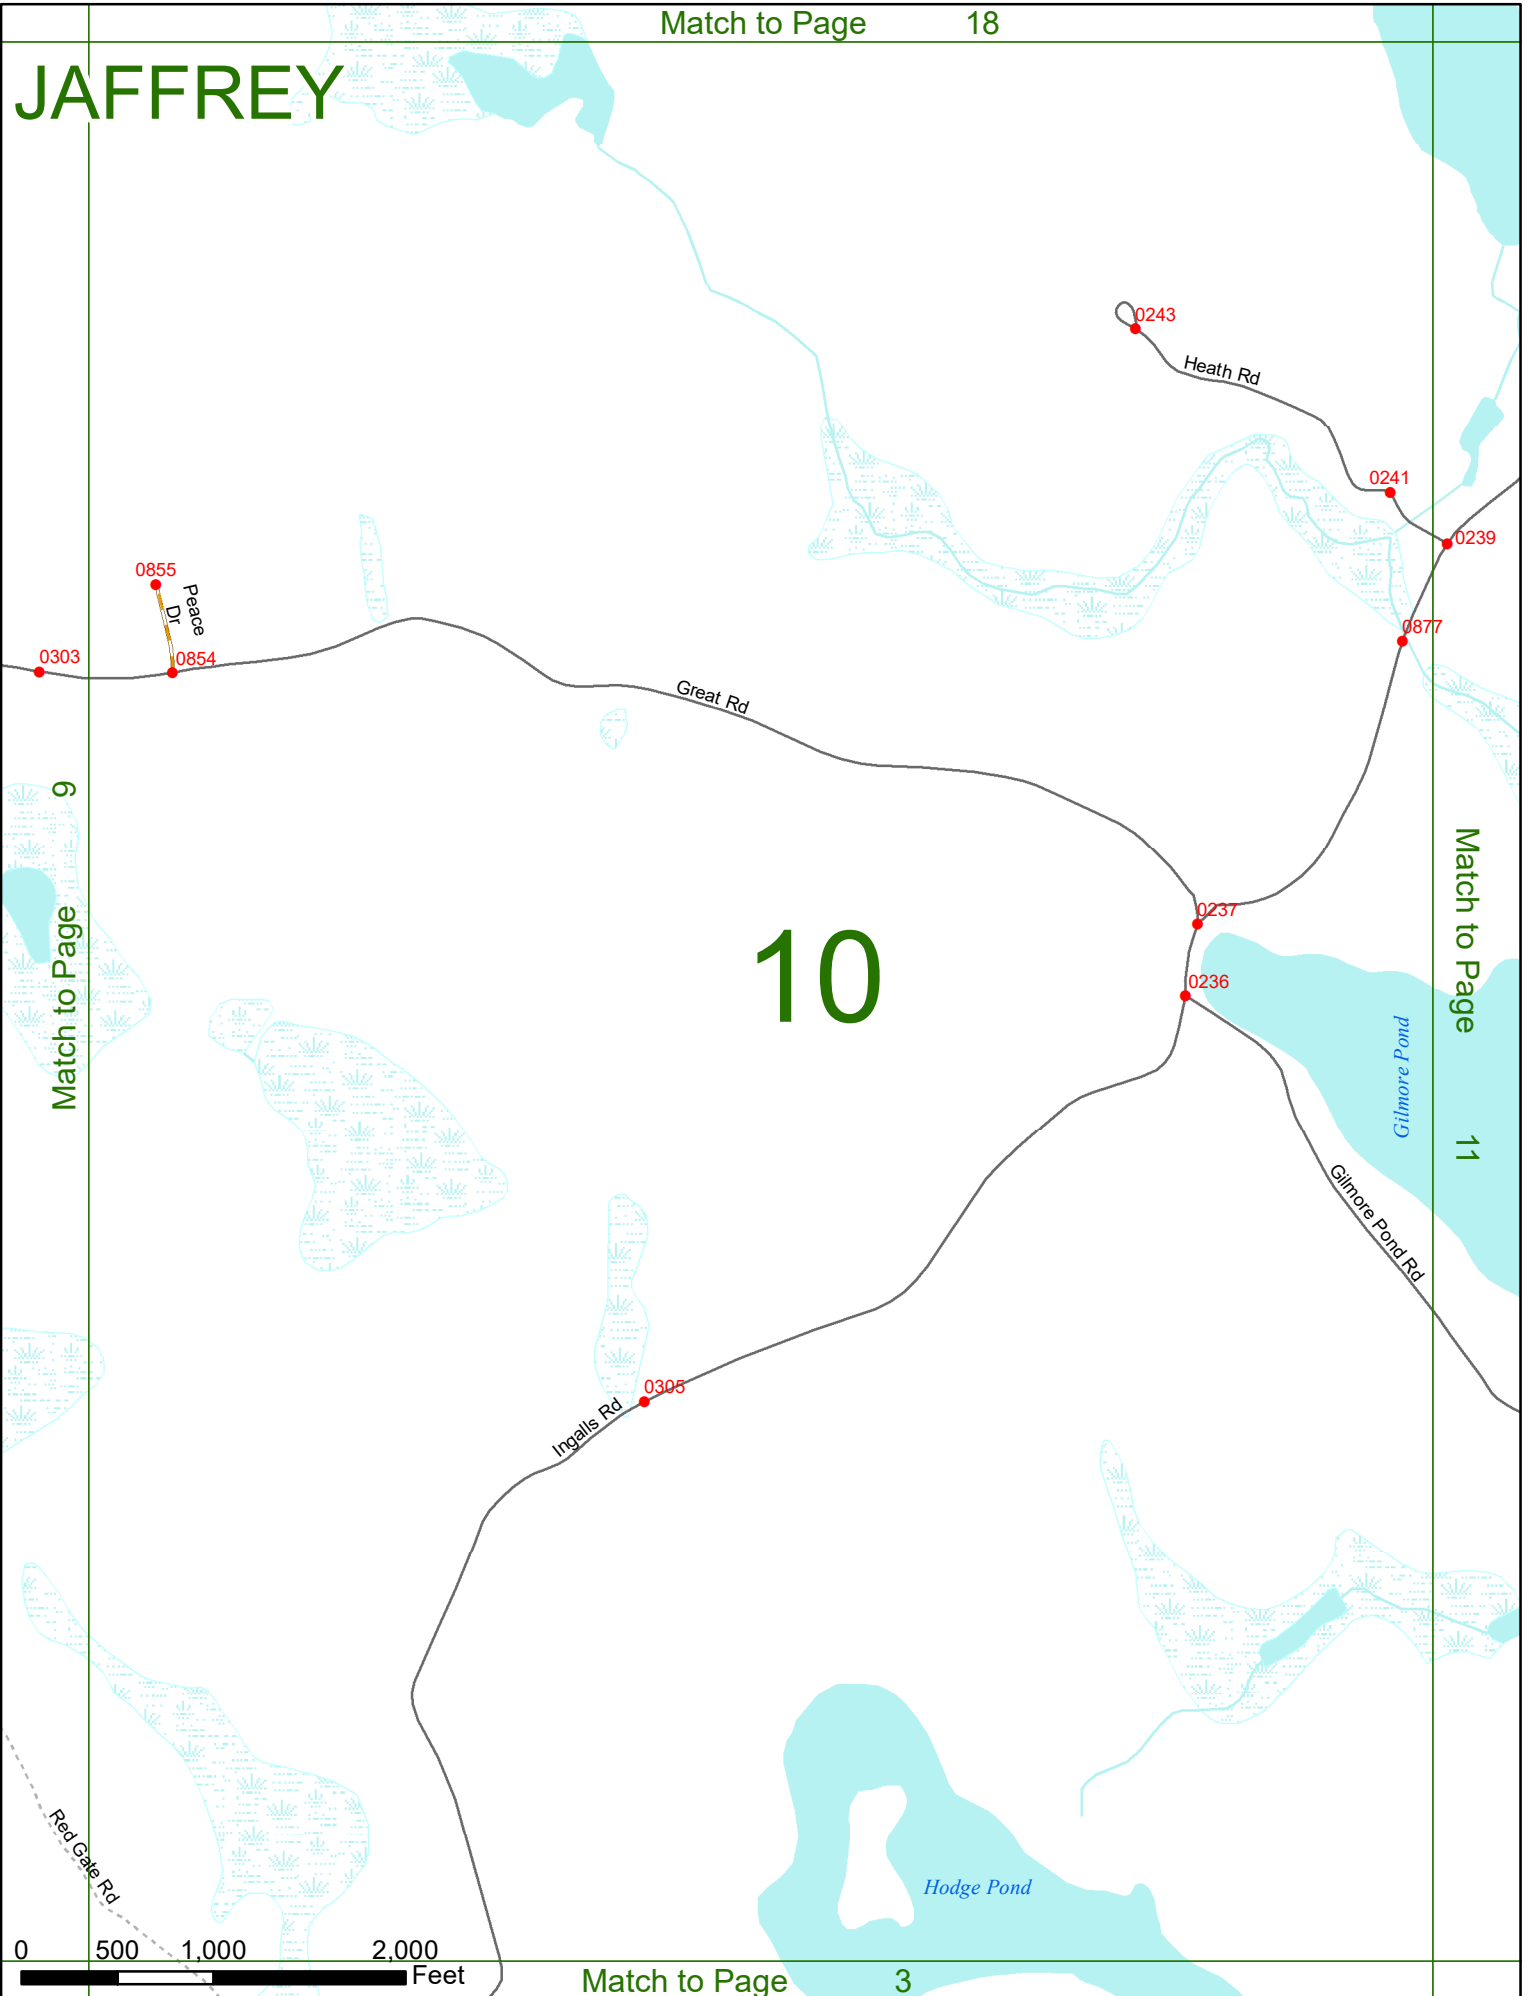 Match to Page 18
JAFFREY
0243
Heath Rd
0241
0239
0855
Peace
Dr
0877
0303
0854
Great Rd
Match to Page 9
Match to Page 11
0237
10
0236
Gilmore Pond
Gilmore Pond Rd
0305
Ingalls Rd
Red Gate Rd
Hodge Pond
0 500 1,000 2,000
Feet
Match to Page 3